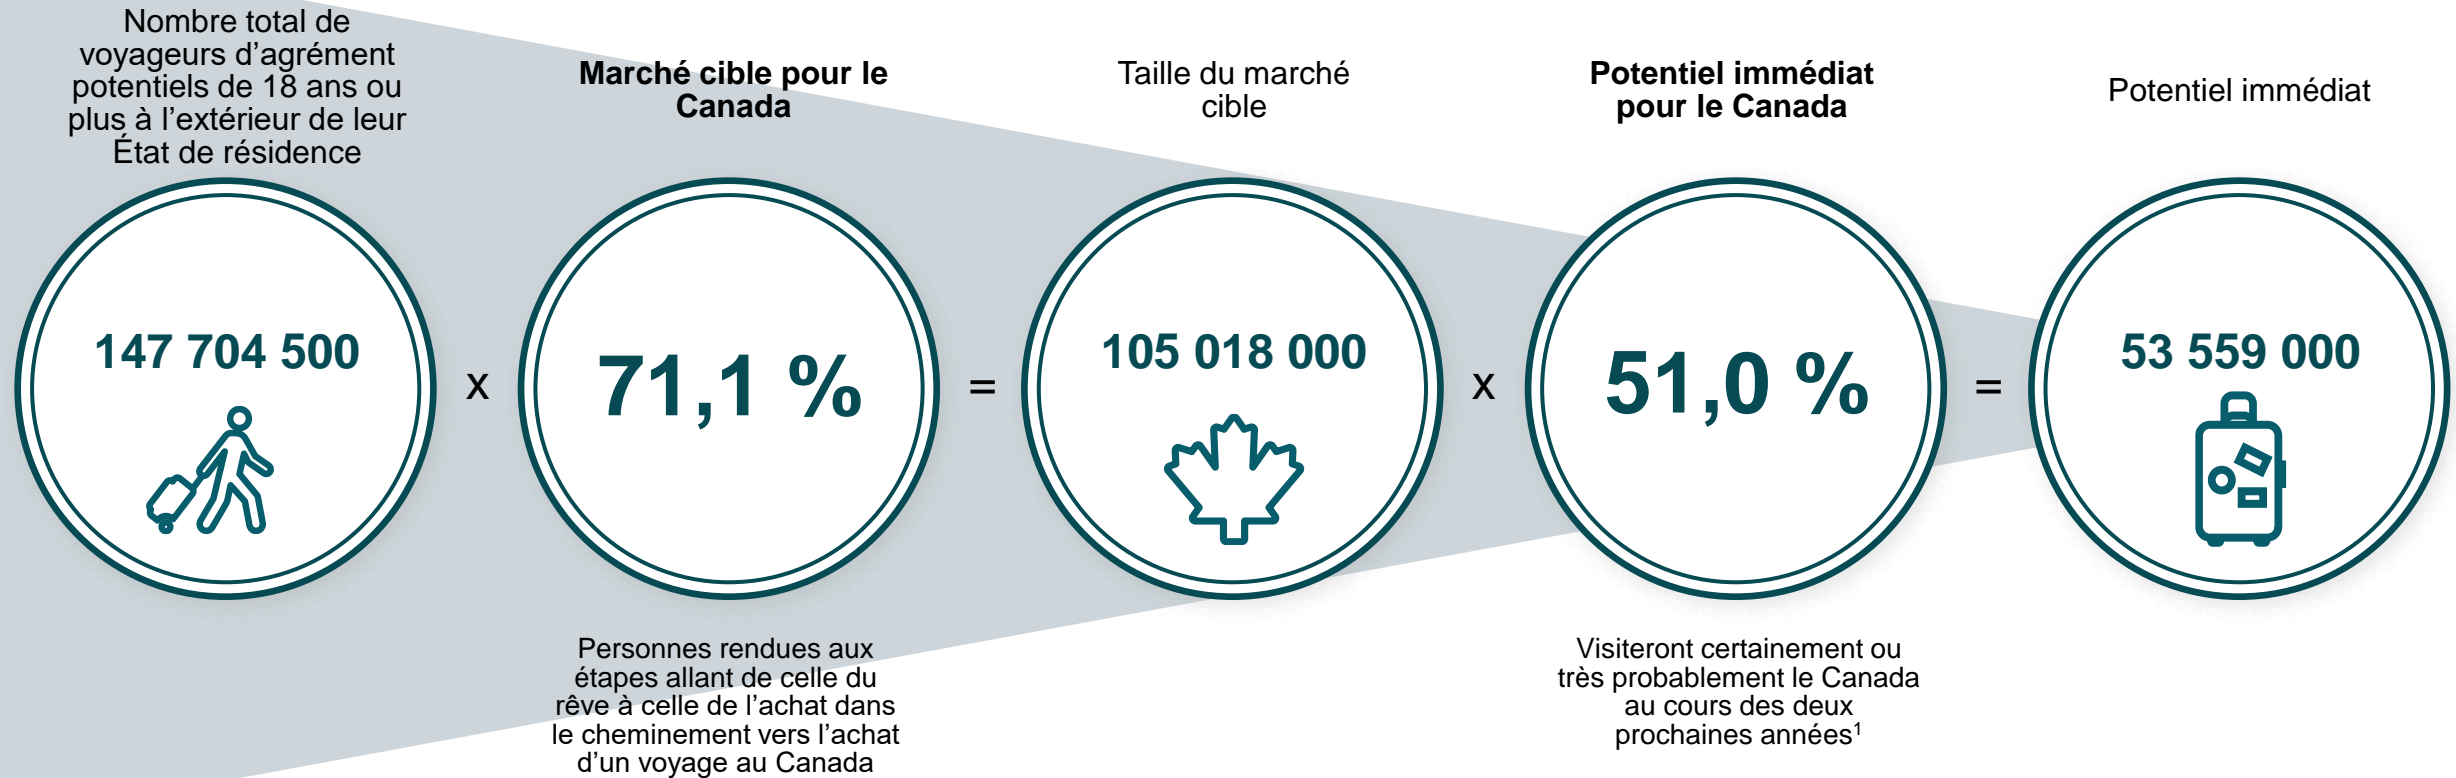 Nombre total de
voyageurs d’agrément
potentiels de 18 ans ou
plus à l’extérieur de leur
État de résidence
147 704 500
x
Marché cible pour le
Canada
71,1 %
Personnes rendues aux
étapes allant de celle du
rêve à celle de l’achat dans
le cheminement vers l’achat
d’un voyage au Canada
=
Taille du marché
cible
105 018 000
x
Potentiel immédiat
pour le Canada
51,0 %
Visiteront certainement ou
très probablement le Canada
au cours des deux
prochaines années¹
=
Potentiel immédiat
53 559 000